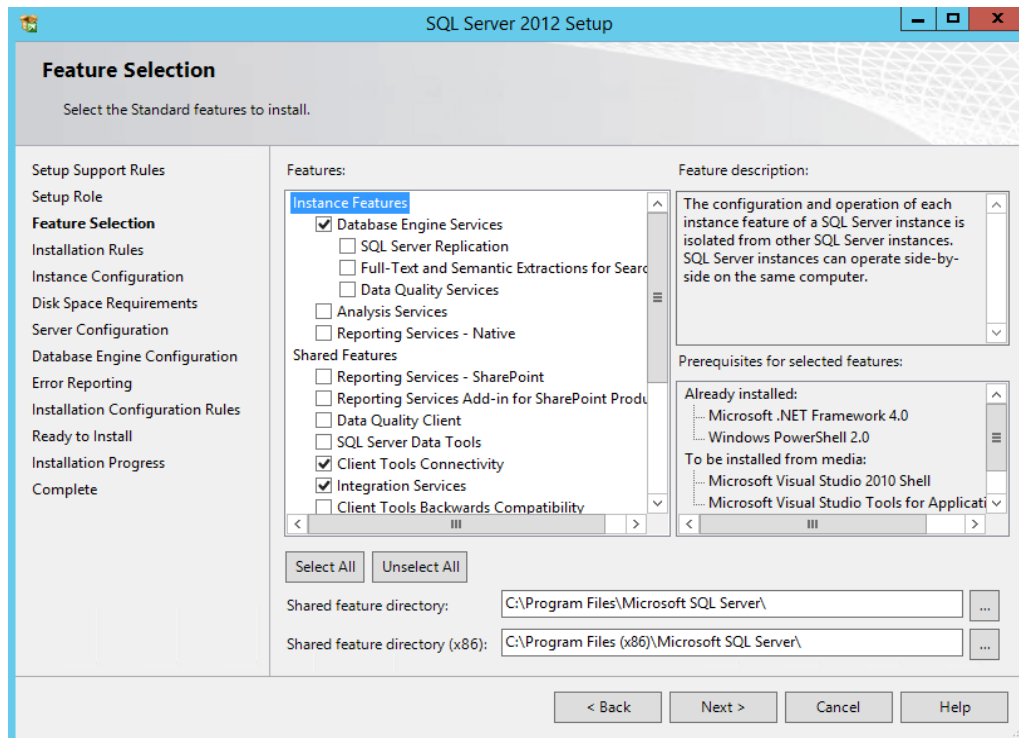 SQL Server 2012 Setup
Feature Selection
Select the Standard features to install.
Setup Support Rules
Setup Role
Feature Selection
Installation Rules
Instance Configuration
Disk Space Requirements
Server Configuration
Database Engine Configuration
Error Reporting
Installation Configuration Rules
Ready to Install
Installation Progress
Complete
Features:
Instance Features
Database Engine Services
SQL Server Replication
Full-Text and Semantic Extractions for Searc
Data Quality Services
Analysis Services
Reporting Services - Native
Shared Features
Reporting Services - SharePoint
Reporting Services Add-in for SharePoint Produ
Data Quality Client
SQL Server Data Tools
Client Tools Connectivity
Integration Services
Client Tools Backwards Compatibility
Feature description:
The configuration and operation of each
instance feature of a SQL Server instance is
isolated from other SQL Server instances.
SQL Server instances can operate side-by-
side on the same computer.
Prerequisites for selected features:
Already installed:
Microsoft .NET Framework 4.0
Windows PowerShell 2.0
To be installed from media:
Microsoft Visual Studio 2010 Shell
Microsoft Visual Studio Tools for Applicati
Select All
Unselect All
Shared feature directory:
C:\Program Files\Microsoft SQL Server\
...
Shared feature directory (x86):
C:\Program Files (x86)\Microsoft SQL Server\
...
< Back
Next >
Cancel
Help